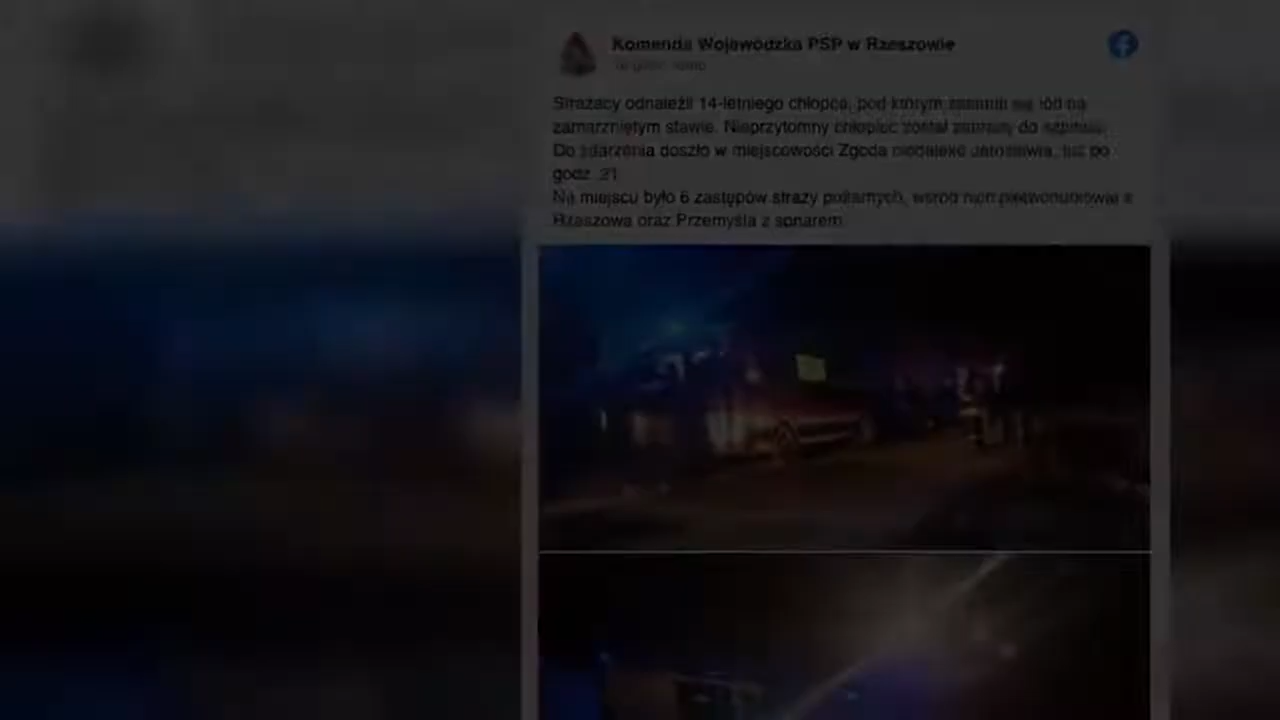 Komenda Wojewódzka PSP w Rzeszowie
Strażacy odnaleźli 14-letniego chłopca, pod którym załamał się lód na
zamarzniętym stawie. Nieprzytomny chłopiec został zabrany do szpitala.
Do zdarzenia doszło w miejscowości Zgoda niedaleko Jarosławia, tuż po
godz. 21
Na miejscu było 6 zastępów straży pożarnych, wśród nich płetwonurkowie z
Rzeszowa oraz Przemyśla z sonarem.